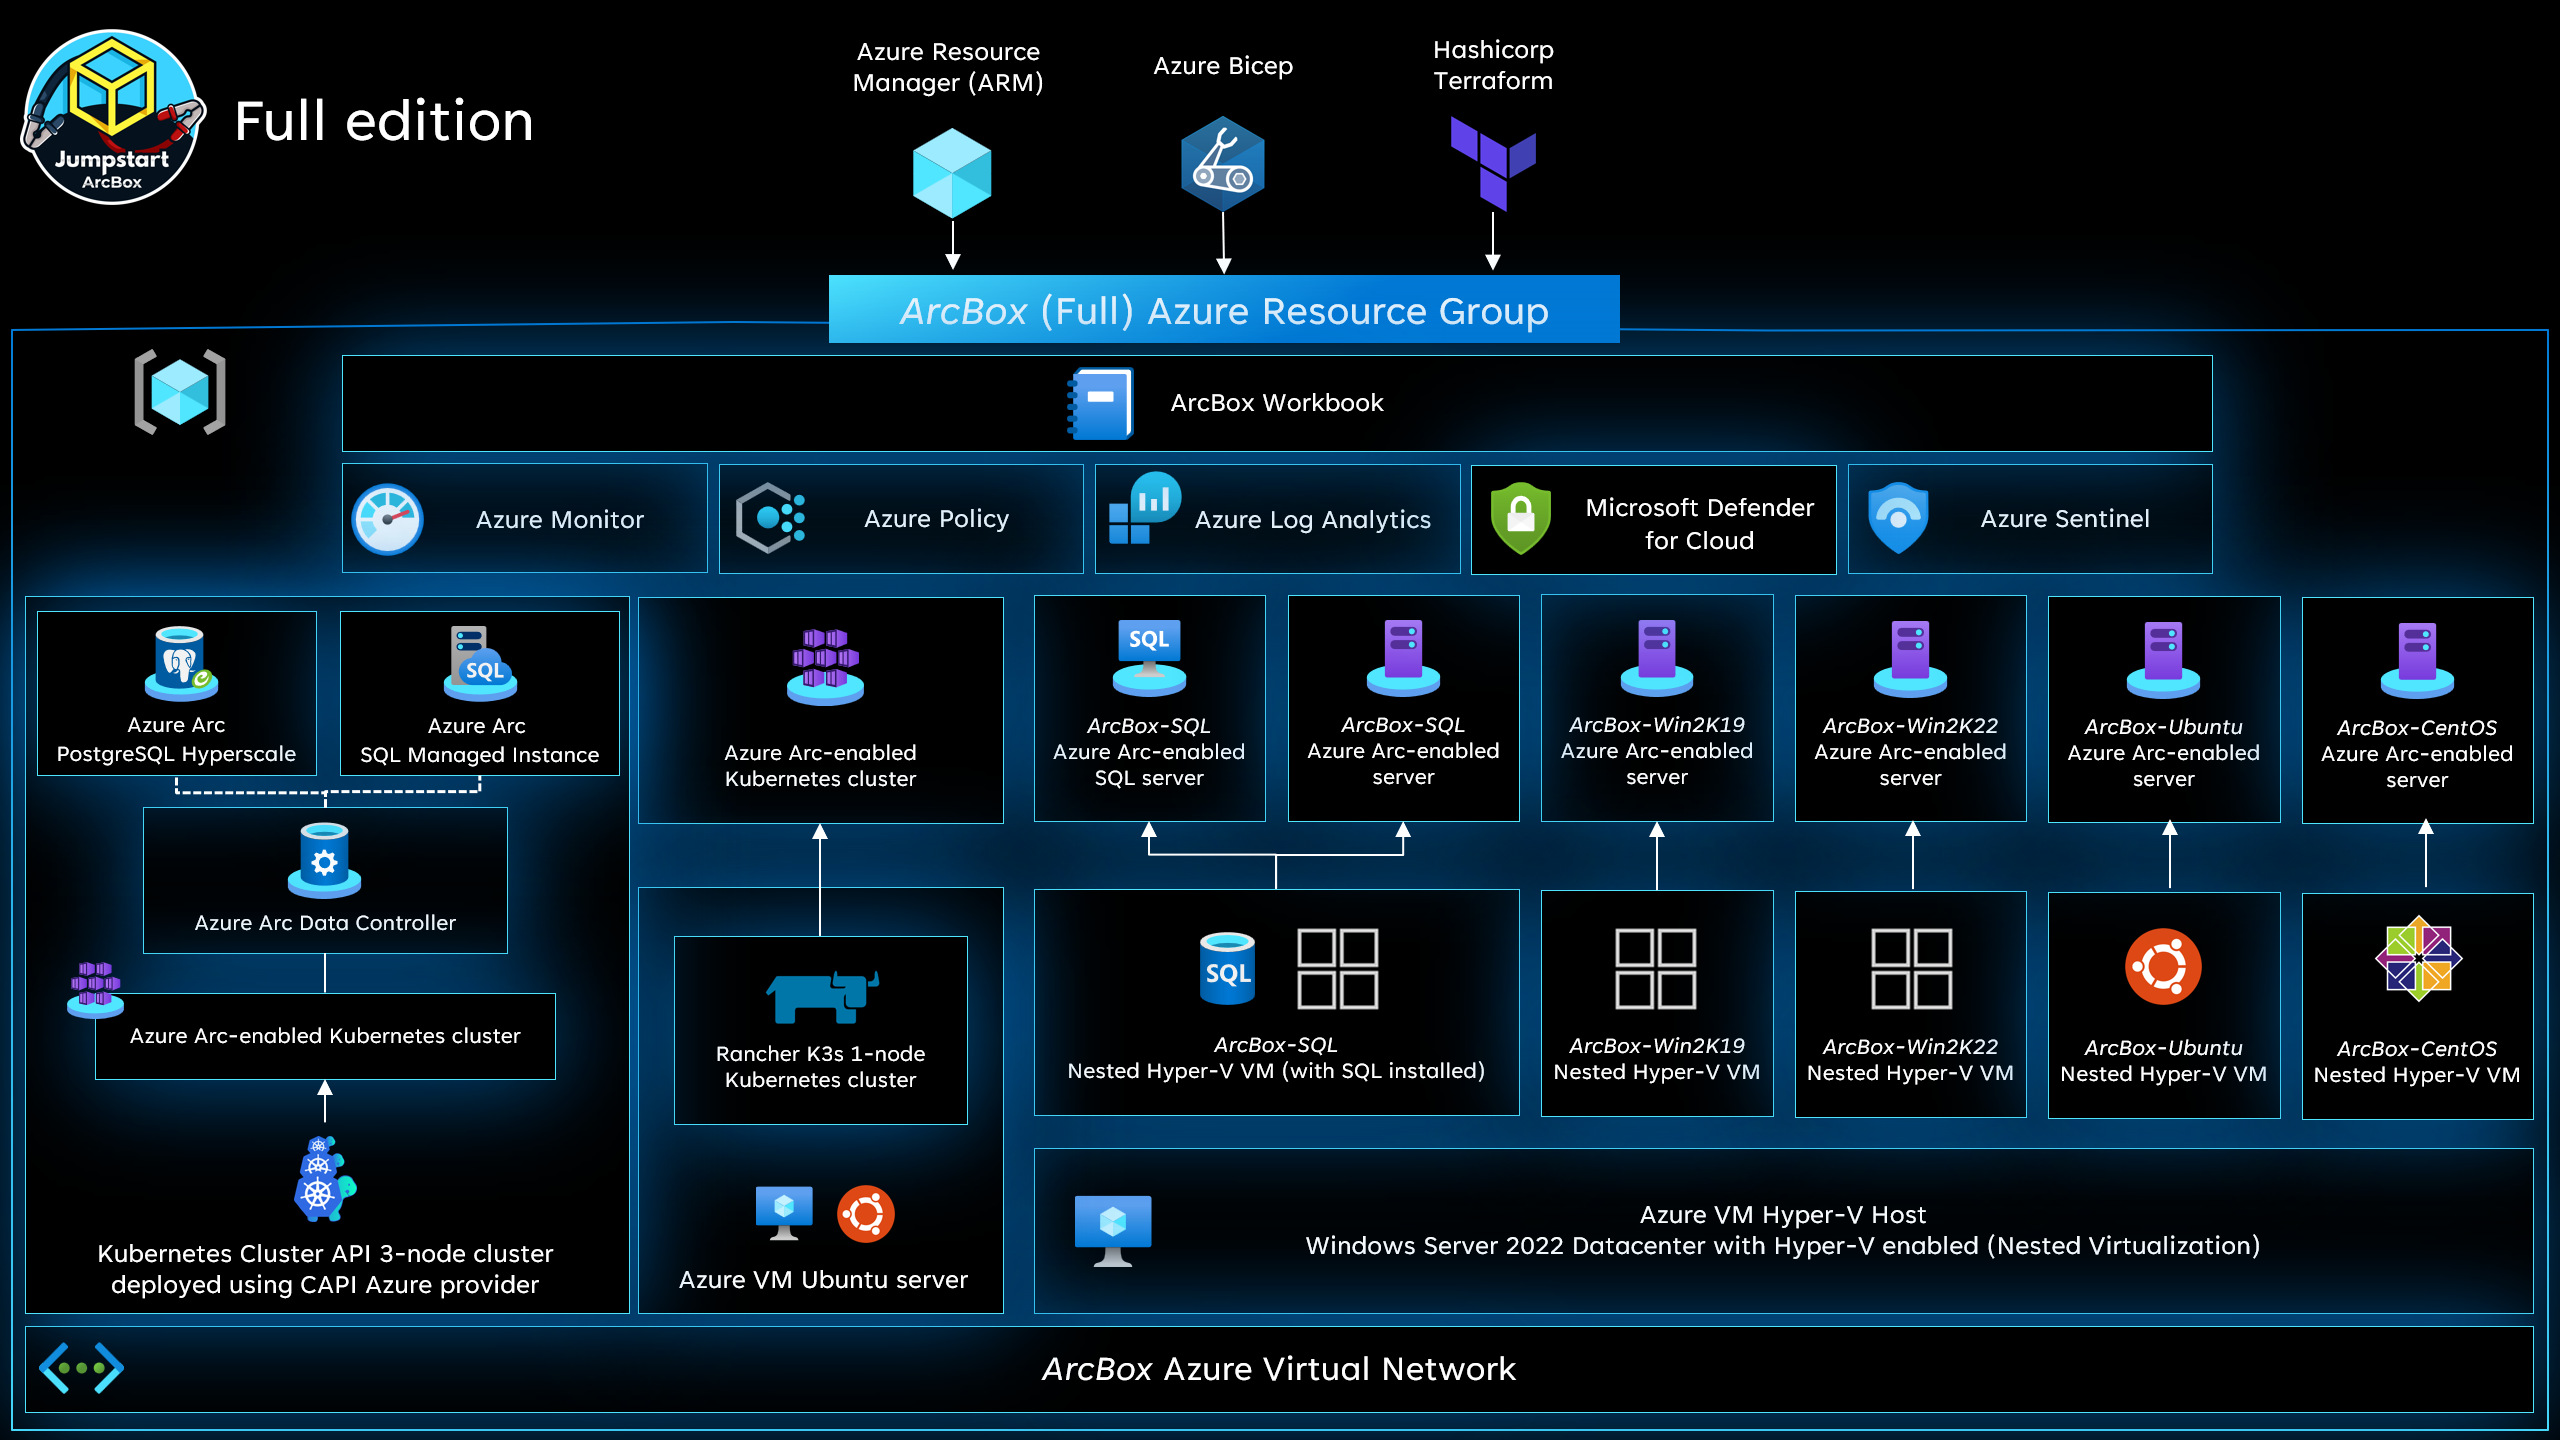 Jumpstart
ArcBox
Full edition
Azure Resource
Manager (ARM)
Azure Bicep
Hashicorp
Terraform
ArcBox (Full) Azure Resource Group
ArcBox Workbook
Azure Monitor
Azure Policy
Azure Log Analytics
Microsoft Defender
for Cloud
Azure Sentinel
Azure Arc
PostgreSQL Hyperscale
SQL
Azure Arc
SQL Managed Instance
Azure Arc Data Controller
Azure Arc-enabled Kubernetes cluster
Kubernetes Cluster API 3-node cluster
deployed using CAPI Azure provider
Azure Arc-enabled
Kubernetes cluster
Rancher K3s 1-node
Kubernetes cluster
Azure VM Ubuntu server
SQL
ArcBox-SQL
Azure Arc-enabled
SQL server
ArcBox-SQL
Azure Arc-enabled
server
ArcBox-Win2K19
Azure Arc-enabled
server
ArcBox-Win2K22
Azure Arc-enabled
server
ArcBox-Ubuntu
Azure Arc-enabled
server
ArcBox-CentOS
Azure Arc-enabled
server
SQL
ArcBox-SQL
Nested Hyper-V VM (with SQL installed)
ArcBox-Win2K19
Nested Hyper-V VM
ArcBox-Win2K22
Nested Hyper-V VM
ArcBox-Ubuntu
Nested Hyper-V VM
ArcBox-CentOS
Nested Hyper-V VM
Azure VM Hyper-V Host
Windows Server 2022 Datacenter with Hyper-V enabled (Nested Virtualization)
ArcBox Azure Virtual Network